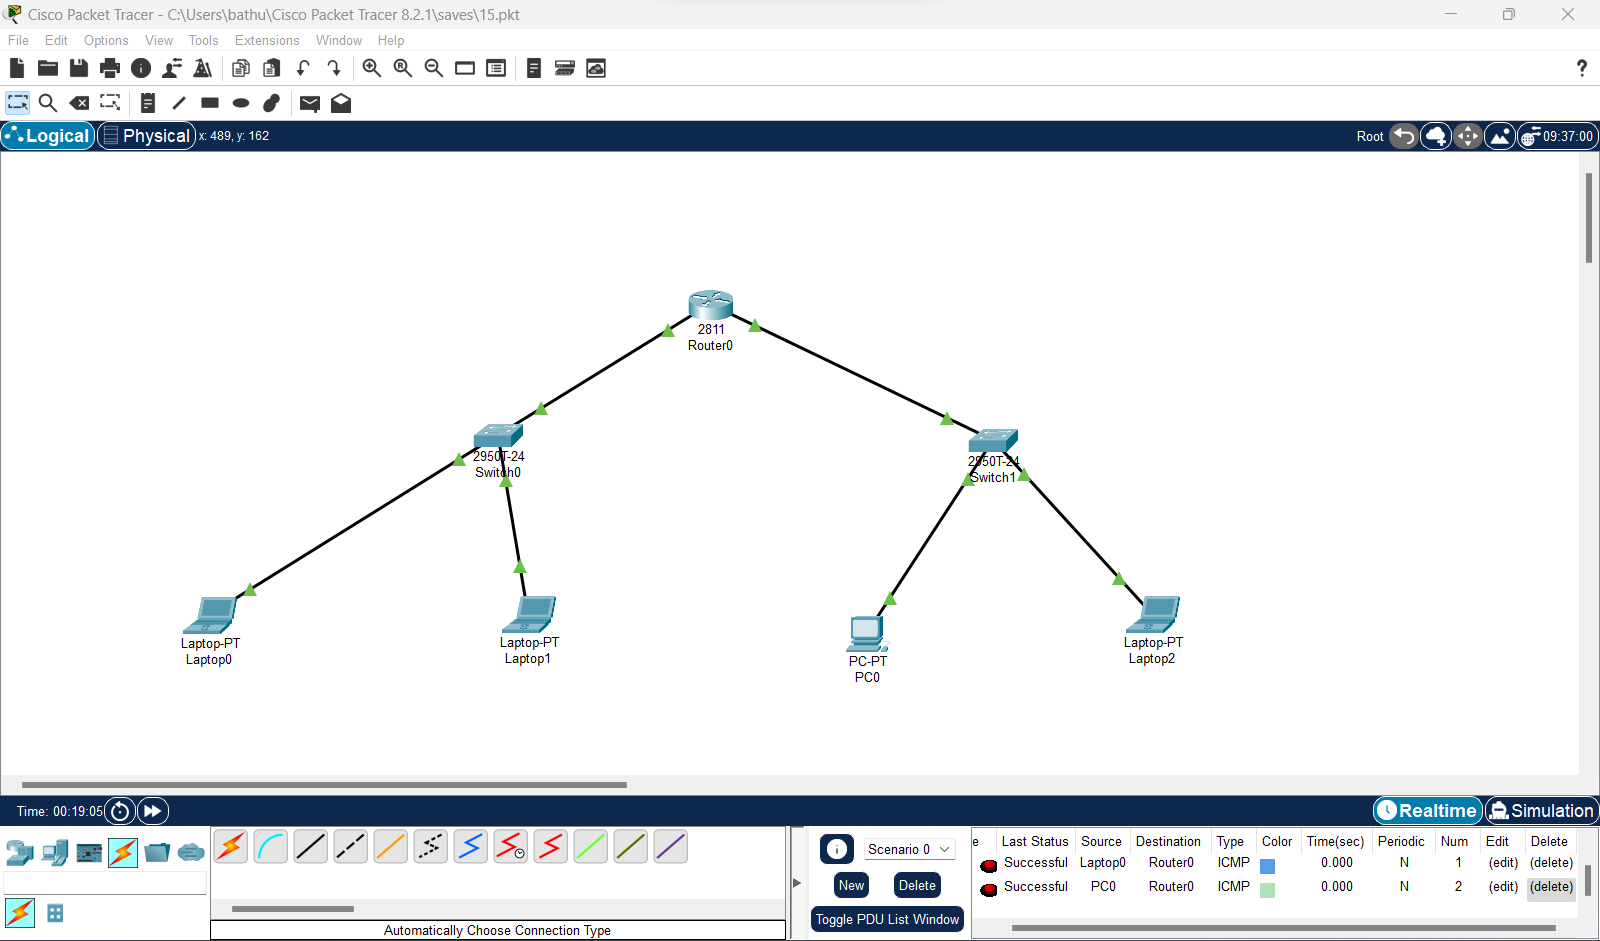 Cisco Packet Tracer - C:\Users\bathu\Cisco Packet Tracer 8.2.1\saves\15.pkt
File Edit Options View Tools Extensions Window Help
?
Logical Physical x: 489, y: 162 Root 09:37:00
2811
Router0
2950T-24
Switch0
2950T-24
Switch1
Laptop-PT
Laptop0
Laptop-PT
Laptop1
PC-PT
PC0
Laptop-PT
Laptop2
Time: 00:19:05 Realtime Simulation
Automatically Choose Connection Type
Scenario 0
New Delete
Toggle PDU List Window
e Last Status Source Destination Type Color Time(sec) Periodic Num Edit Delete
Successful Laptop0 Router0 ICMP 0.000 N 1 (edit) (delete)
Successful PC0 Router0 ICMP 0.000 N 2 (edit) (delete)